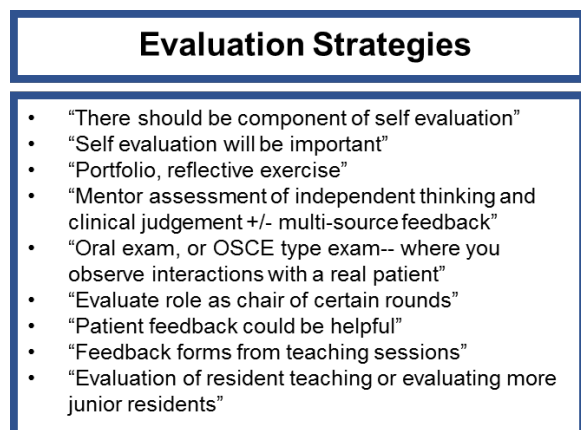 Evaluation Strategies
• “There should be component of self evaluation”
• “Self evaluation will be important”
• “Portfolio, reflective exercise”
• “Mentor assessment of independent thinking and
clinical judgement +/- multi-source feedback”
• “Oral exam, or OSCE type exam-- where you
observe interactions with a real patient”
• “Evaluate role as chair of certain rounds”
• “Patient feedback could be helpful”
• “Feedback forms from teaching sessions”
• “Evaluation of resident teaching or evaluating more
junior residents”